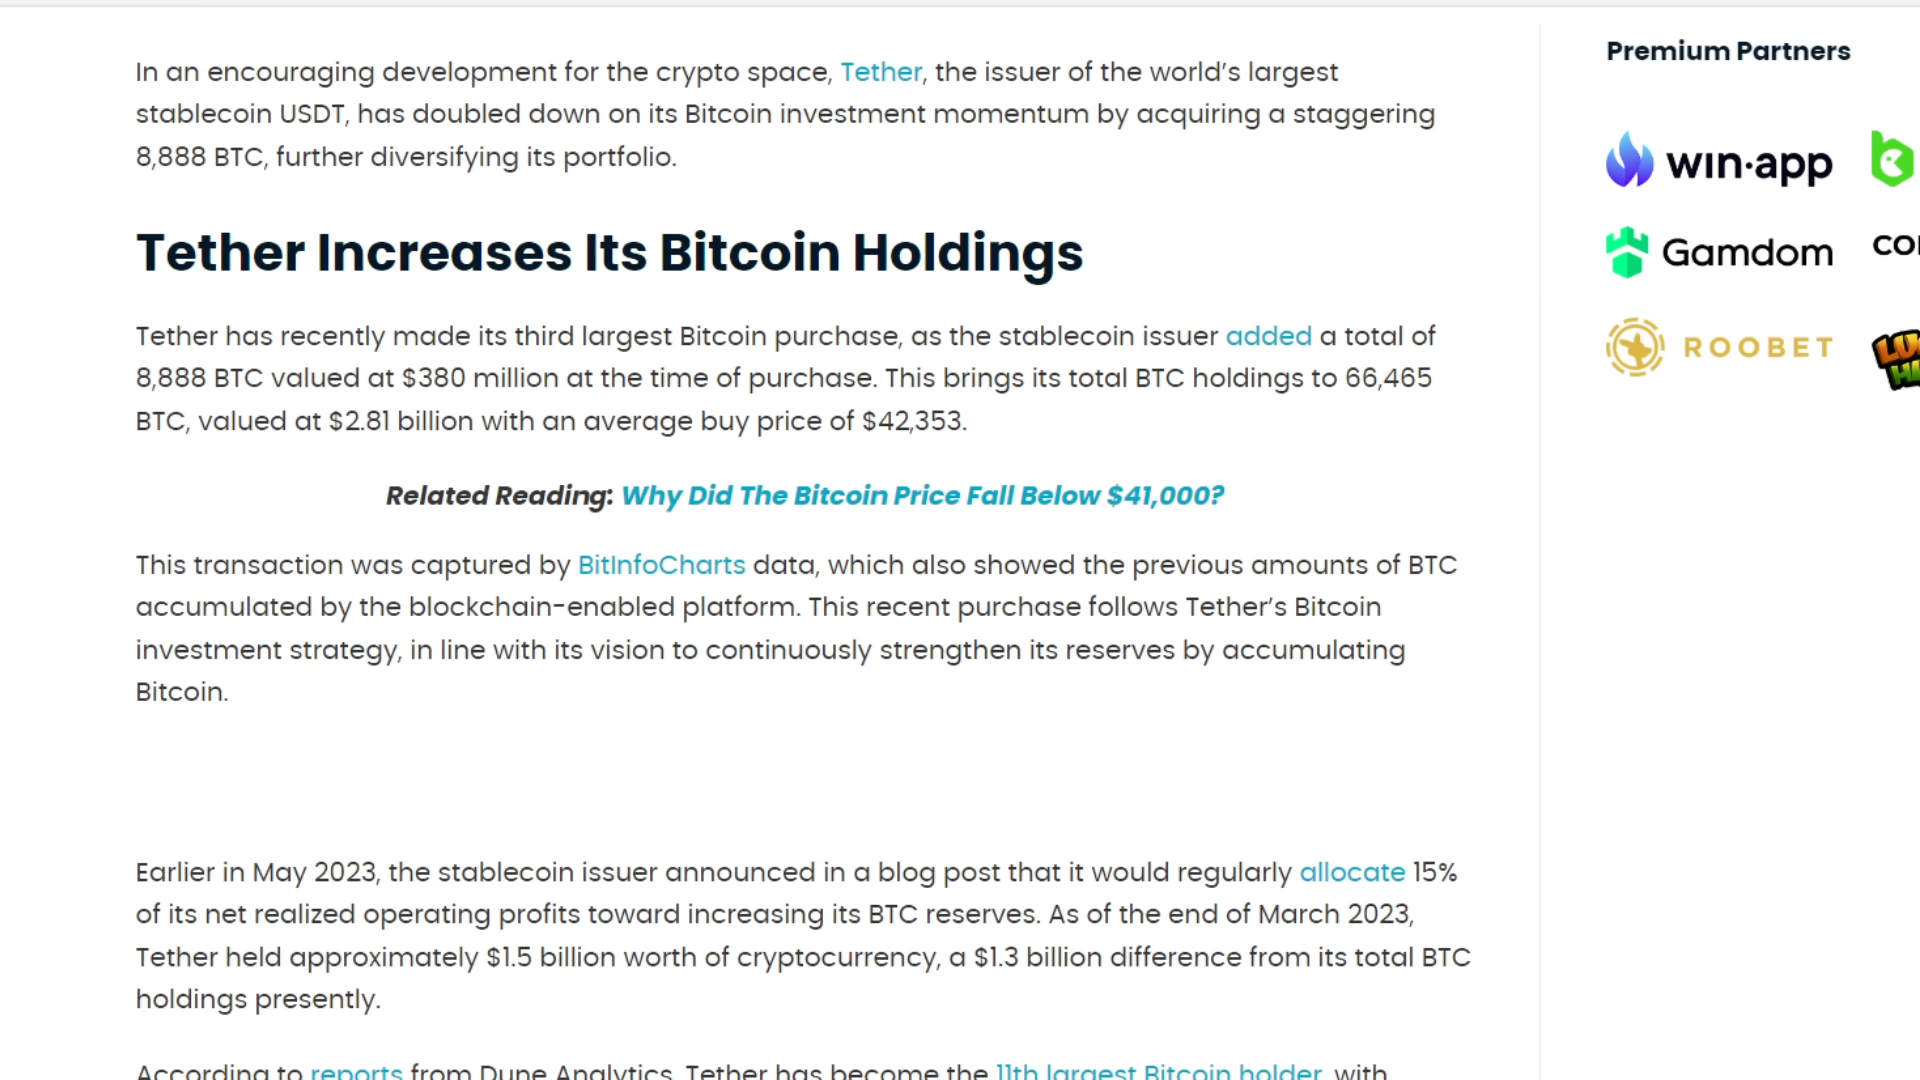 In an encouraging development for the crypto space, Tether, the issuer of the world’s largest
stablecoin USDT, has doubled down on its Bitcoin investment momentum by acquiring a staggering
8,888 BTC, further diversifying its portfolio.
Tether Increases Its Bitcoin Holdings
Tether has recently made its third largest Bitcoin purchase, as the stablecoin issuer added a total of
8,888 BTC valued at $380 million at the time of purchase. This brings its total BTC holdings to 66,465
BTC, valued at $2.81 billion with an average buy price of $42,353.
Related Reading: Why Did The Bitcoin Price Fall Below $41,000?
This transaction was captured by BitInfoCharts data, which also showed the previous amounts of BTC
accumulated by the blockchain-enabled platform. This recent purchase follows Tether’s Bitcoin
investment strategy, in line with its vision to continuously strengthen its reserves by accumulating
Bitcoin.
Earlier in May 2023, the stablecoin issuer announced in a blog post that it would regularly allocate 15%
of its net realized operating profits toward increasing its BTC reserves. As of the end of March 2023,
Tether held approximately $1.5 billion worth of cryptocurrency, a $1.3 billion difference from its total BTC
holdings presently.
According to reports from Dune Analytics, Tether has become the 11th largest Bitcoin holder, with
Premium Partners
win·app
Gamdom
ROOBET